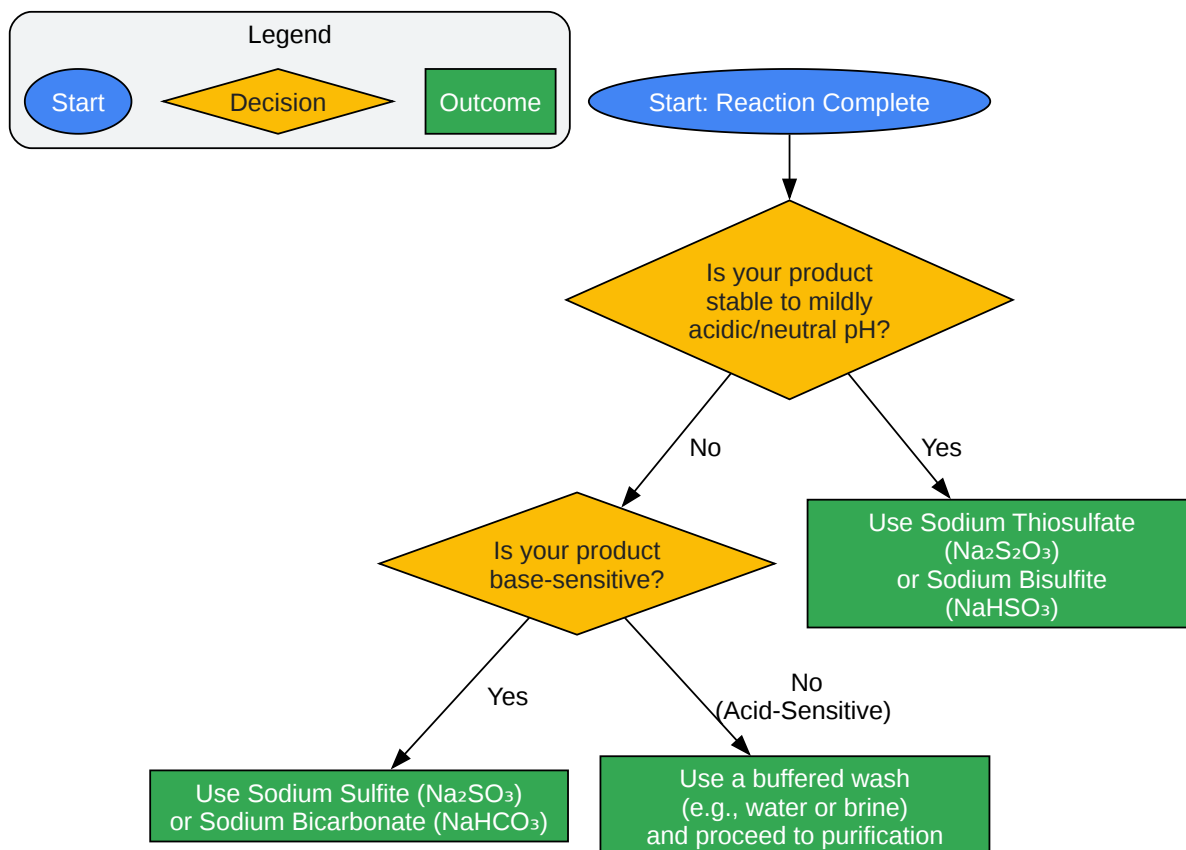 Legend
Start
Decision
Outcome
Start: Reaction Complete
Is your product
stable to mildly
acidic/neutral pH?
No
Yes
Is your product
base-sensitive?
Use Sodium Thiosulfate
(Na₂S₂O₃)
or Sodium Bisulfite
(NaHSO₃)
Yes
No
(Acid-Sensitive)
Use Sodium Sulfite (Na₂SO₃)
or Sodium Bicarbonate (NaHCO₃)
Use a buffered wash
(e.g., water or brine)
and proceed to purification